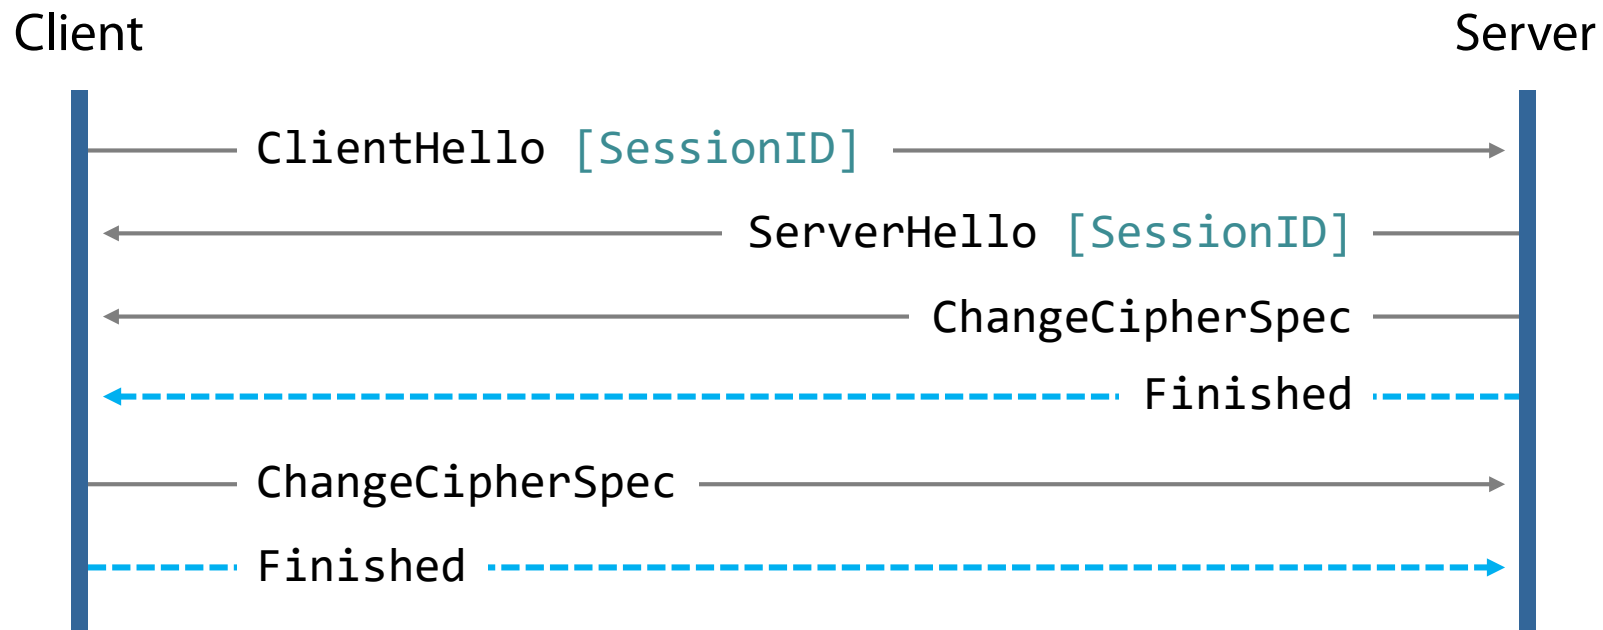 Client
Server
ClientHello [SessionID]
ServerHello [SessionID]
ChangeCipherSpec
Finished
ChangeCipherSpec
Finished